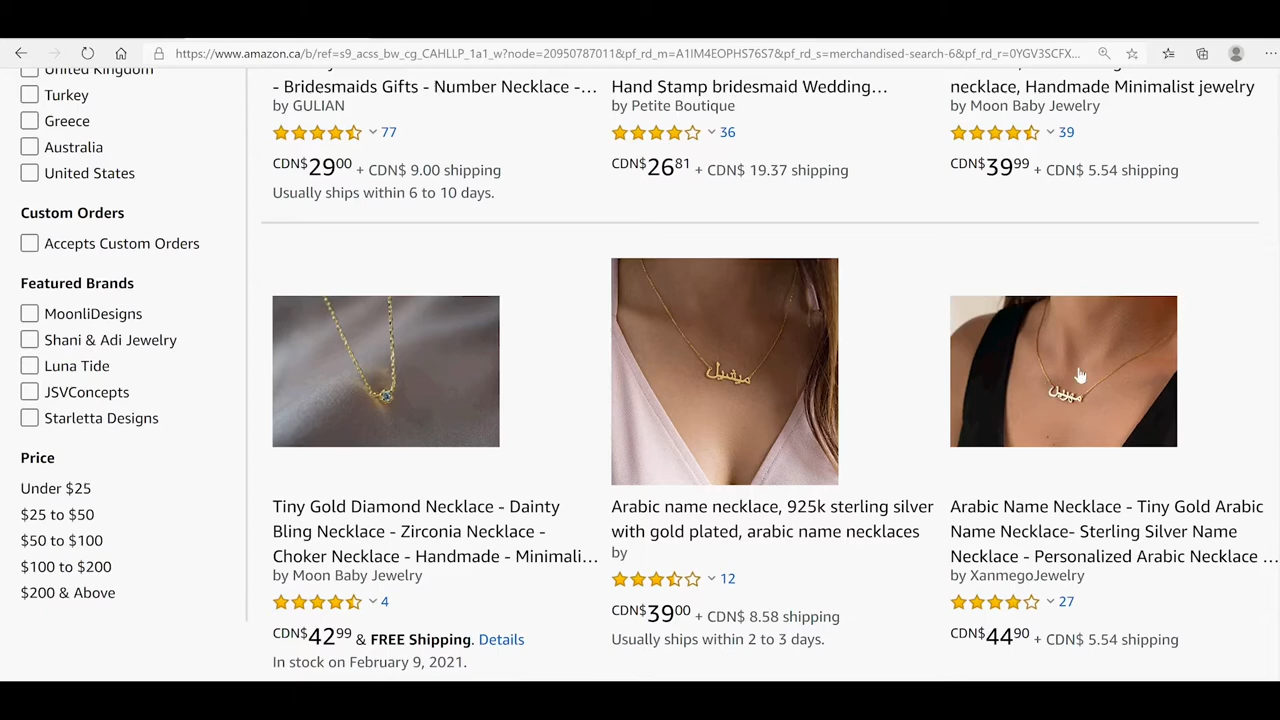 https://www.amazon.ca/b/ref=s9_acss_bw_cg_CAHLLP_1a1_w?node=20950787011&pf_rd_m=A1IM4EOPHS76S7&pf_rd_s=merchandised-search-6&pf_rd_r=0YGV3SCFX...
United Kingdom
Turkey
Greece
Australia
United States
Custom Orders
Accepts Custom Orders
Featured Brands
MoonliDesigns
Shani & Adi Jewelry
Luna Tide
JSVConcepts
Starletta Designs
Price
Under $25
$25 to $50
$50 to $100
$100 to $200
$200 & Above
- Bridesmaids Gifts - Number Necklace -...
by GULIAN
77
CDN$ 2900 + CDN$ 9.00 shipping
Usually ships within 6 to 10 days.
Hand Stamp bridesmaid Wedding...
by Petite Boutique
36
CDN$ 26 81 + CDN$ 19.37 shipping
necklace, Handmade Minimalist jewelry
by Moon Baby Jewelry
39
CDN$ 39 99 + CDN$ 5.54 shipping
Tiny Gold Diamond Necklace - Dainty
Bling Necklace - Zirconia Necklace -
Choker Necklace - Handmade - Minimali...
by Moon Baby Jewelry
4
CDN$ 42 99 & FREE Shipping. Details
In stock on February 9, 2021.
ميشيل
Arabic name necklace, 925k sterling silver
with gold plated, arabic name necklaces
by
12
CDN$ 39 00 + CDN$ 8.58 shipping
Usually ships within 2 to 3 days.
Arabic Name Necklace - Tiny Gold Arabic
Name Necklace- Sterling Silver Name
Necklace - Personalized Arabic Necklace ...
by XanmegoJewelry
27
CDN$ 44 90 + CDN$ 5.54 shipping